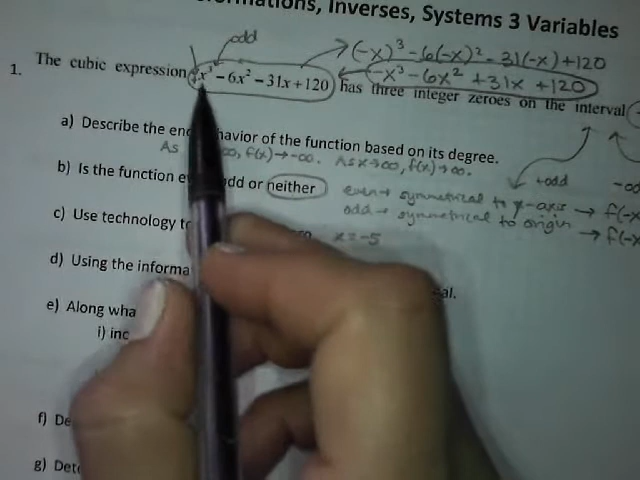 Inverses, Systems 3 Variables
odd
(-x)³ - 6(-x)² - 31(-x) + 120
-x³ - 6x² + 31x + 120
1. The cubic expression x³ − 6x² − 31x + 120 has three integer zeroes on the interval
a) Describe the end behavior of the function based on its degree.
As ∞, f(x)→-∞. As x→∞, f(x)→∞.
b) Is the function odd or neither
even → symmetrical to y-axis → f(-x
odd → symmetrical to origin → f(-x
c) Use technology
x=-5
d) Using the informa
al.
e) Along wha
i) inc
f) De
g) Dete